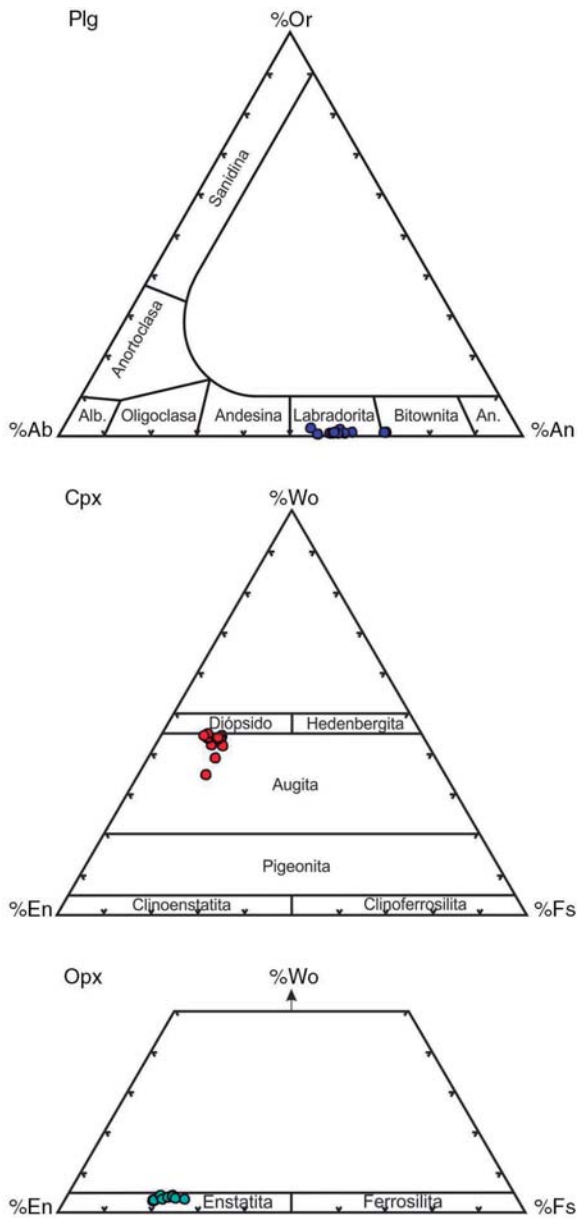 Plg
%Or
Sanidina
Anortoclasa
Alb. Oligoclasa Andesina Labradorita Bitownita An.
%Ab %An
Cpx
%Wo
Diópsido Hedenbergita
Augita
Pigeonita
Clinoenstatita Clinoferrosilita
%En %Fs
Opx
%Wo
Enstatita Ferrosilita
%En %Fs